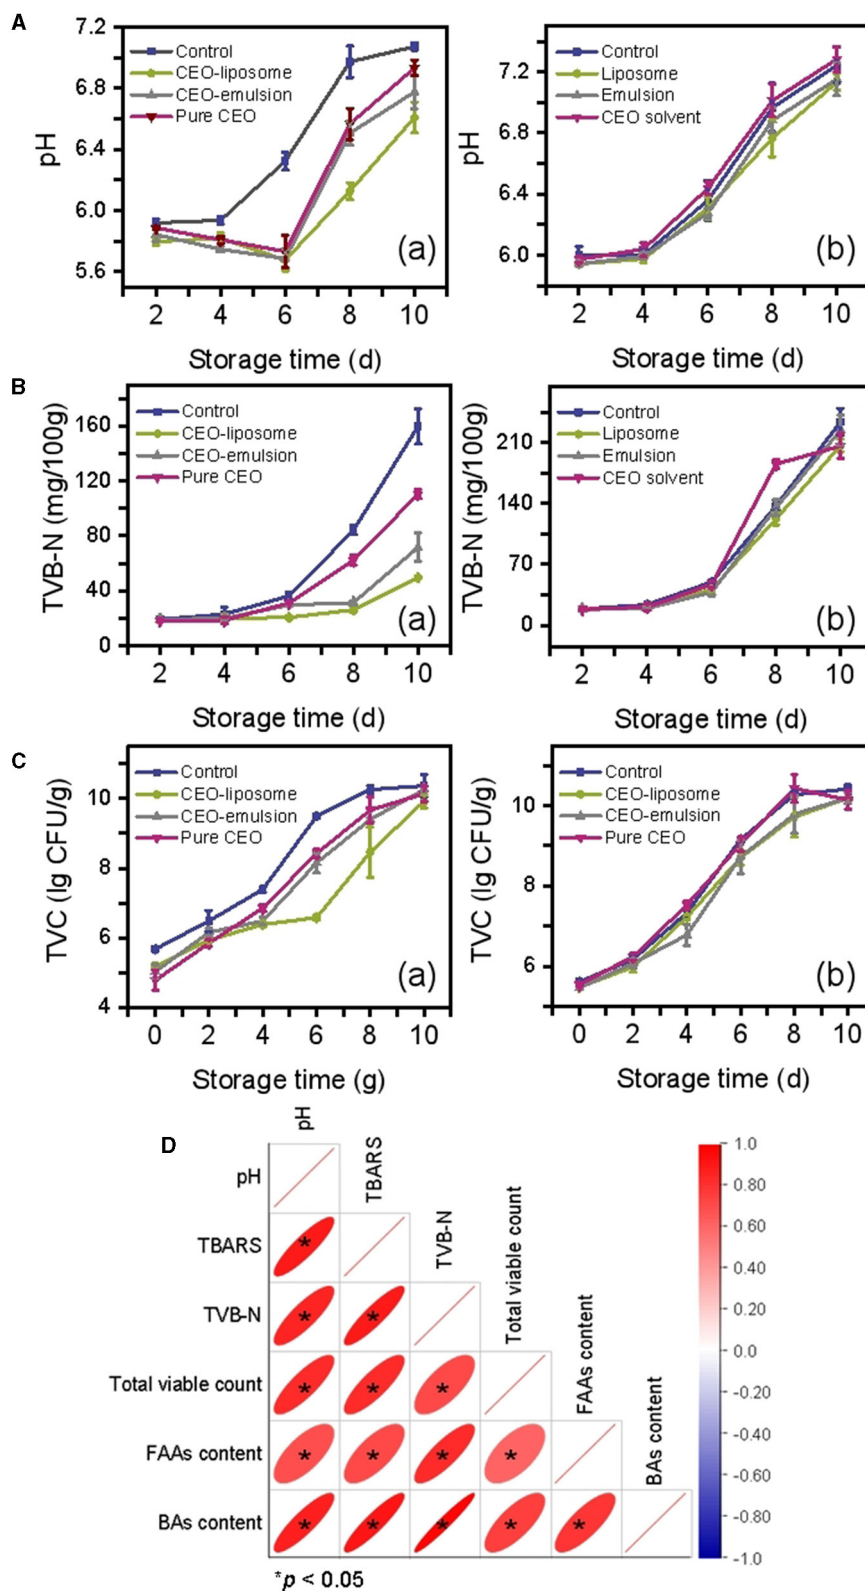 A
7.2
6.8
6.4
6.0
5.6
pH
Control
CEO-liposome
CEO-emulsion
Pure CEO
(a)
2 4 6 8 10
Storage time (d)
7.2
6.8
6.4
6.0
pH
Control
Liposome
Emulsion
CEO solvent
(b)
2 4 6 8 10
Storage time (d)
B
160
120
80
40
0
TVB-N (mg/100g)
Control
CEO-liposome
CEO-emulsion
Pure CEO
(a)
2 4 6 8 10
Storage time (d)
210
140
70
0
TVB-N (mg/100g)
Control
Liposome
Emulsion
CEO solvent
(b)
2 4 6 8 10
Storage time (d)
C
10
8
6
4
TVC (lg CFU/g)
Control
CEO-liposome
CEO-emulsion
Pure CEO
(a)
0 2 4 6 8 10
Storage time (g)
10
8
6
TVC (lg CFU/g)
Control
CEO-liposome
CEO-emulsion
Pure CEO
(b)
0 2 4 6 8 10
Storage time (d)
D
pH
TBARS
TVB-N
Total viable count
FAAs content
BAs content
pH
TBARS
*
TVB-N
* *
Total viable count
* * *
FAAs content
* * * *
BAs content
* * * * *
*p < 0.05
1.0
0.80
0.60
0.40
0.20
0.0
-0.20
-0.40
-0.60
-0.80
-1.0